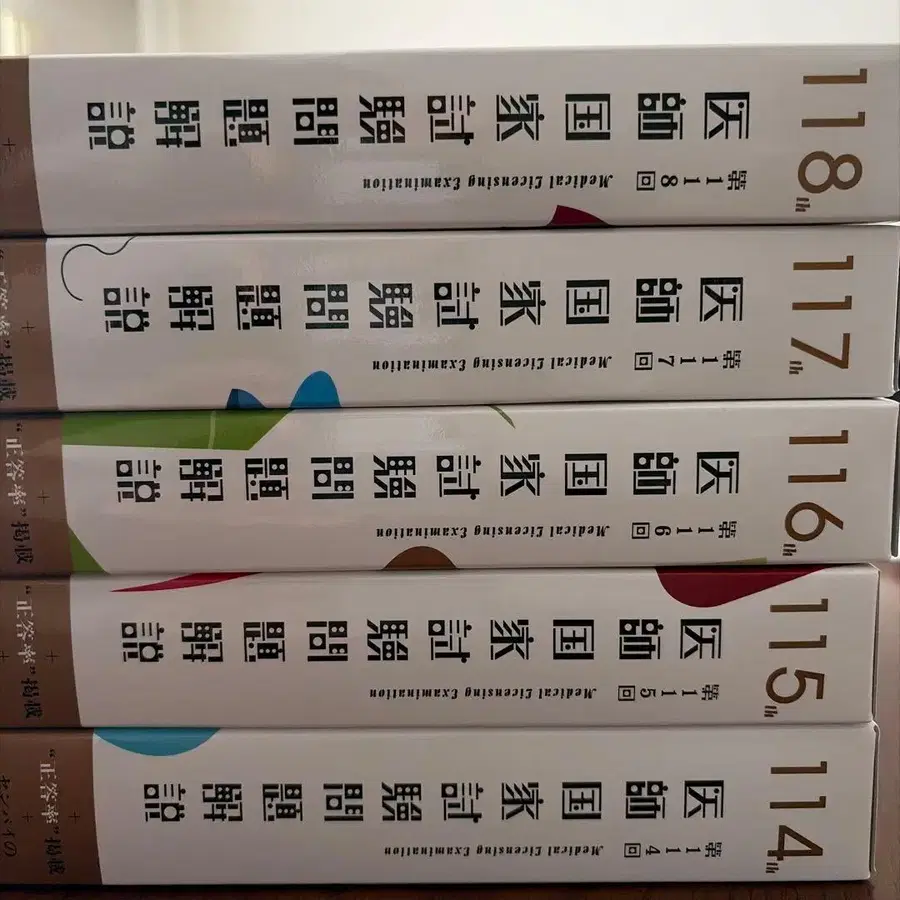 118th
医師国家試験問題解説
第118回
Medical Licensing Examination
+
117th
医師国家試験問題解説
第117回
Medical Licensing Examination
+
“正答率”掲載
116th
医師国家試験問題解説
第116回
Medical Licensing Examination
+
“正答率”掲載
115th
医師国家試験問題解説
第115回
Medical Licensing Examination
+
“正答率”掲載
+
114th
医師国家試験問題解説
第114回
Medical Licensing Examination
+
“正答率”掲載
+
センパイの